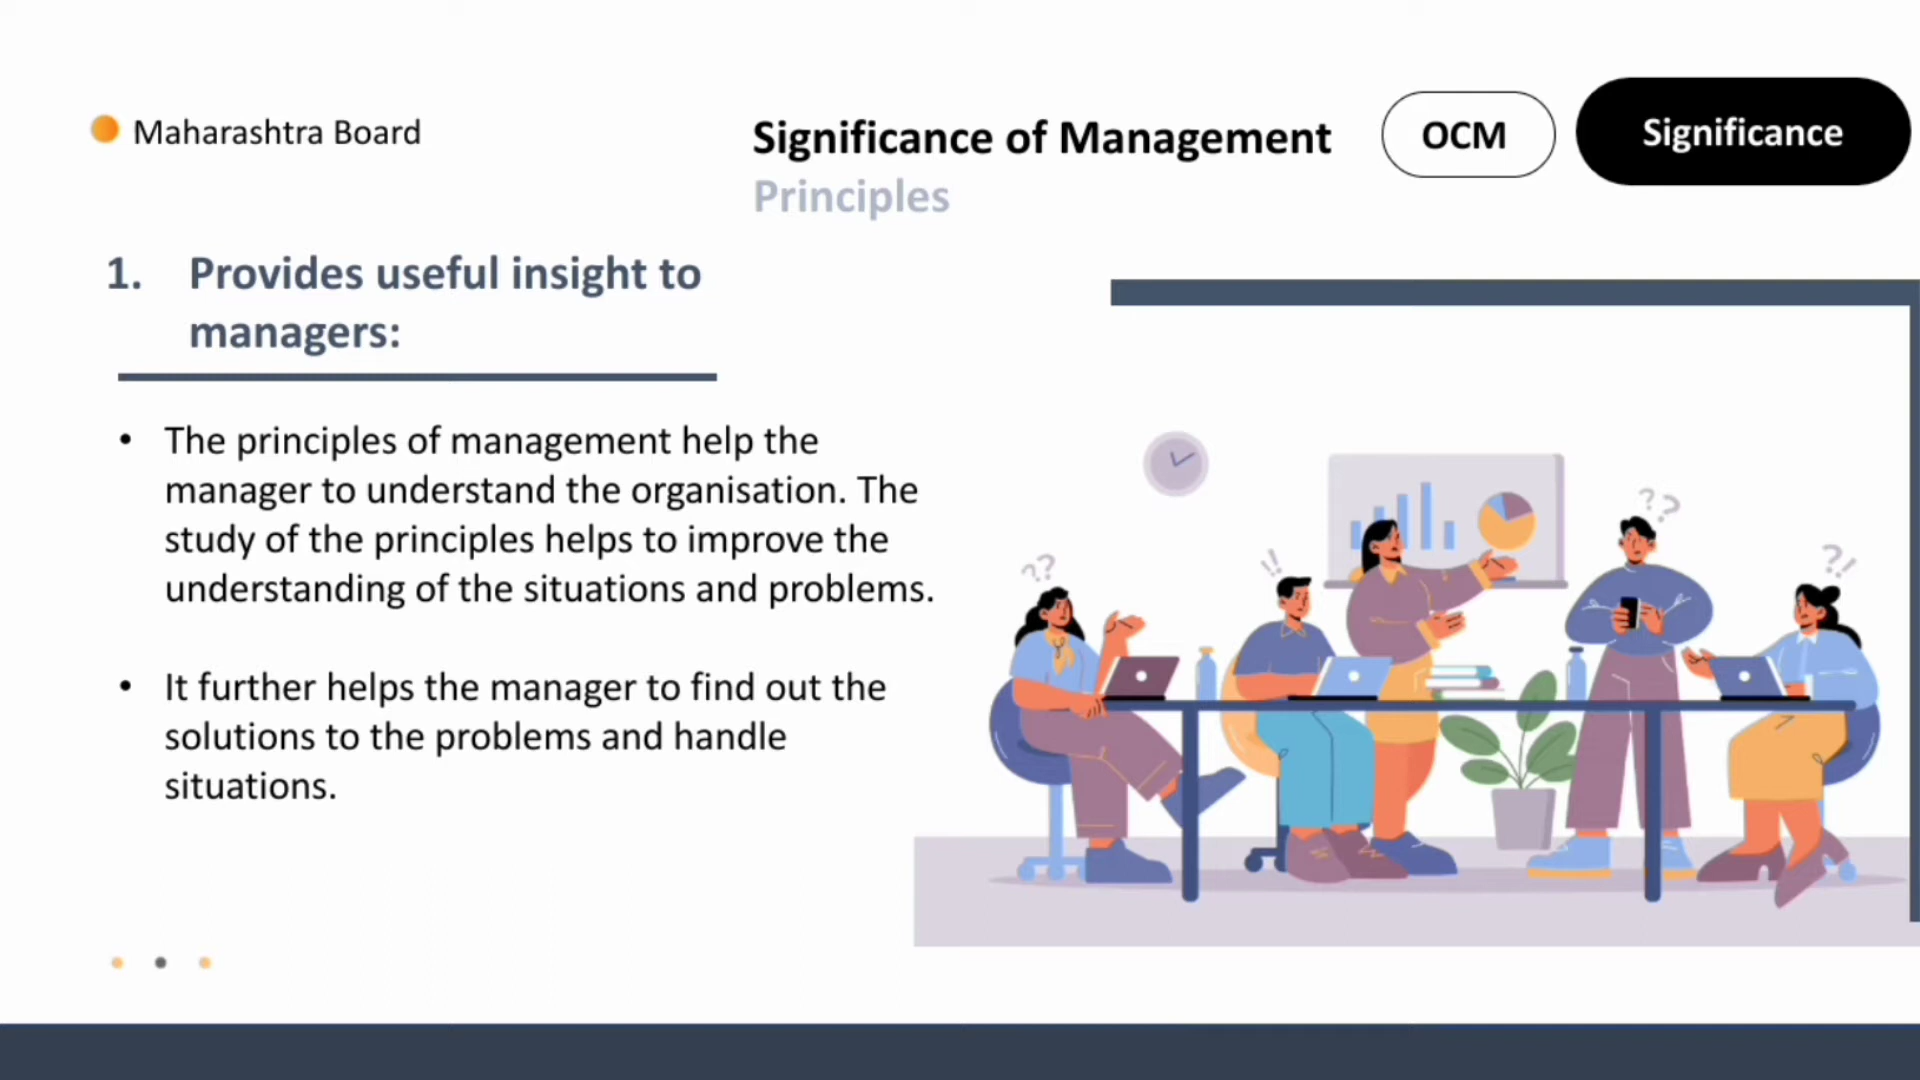 Maharashtra Board
Significance of Management
Principles
OCM
Significance
1. Provides useful insight to
managers:
• The principles of management help the
manager to understand the organisation. The
study of the principles helps to improve the
understanding of the situations and problems.
• It further helps the manager to find out the
solutions to the problems and handle
situations.
??
!!
??
?!